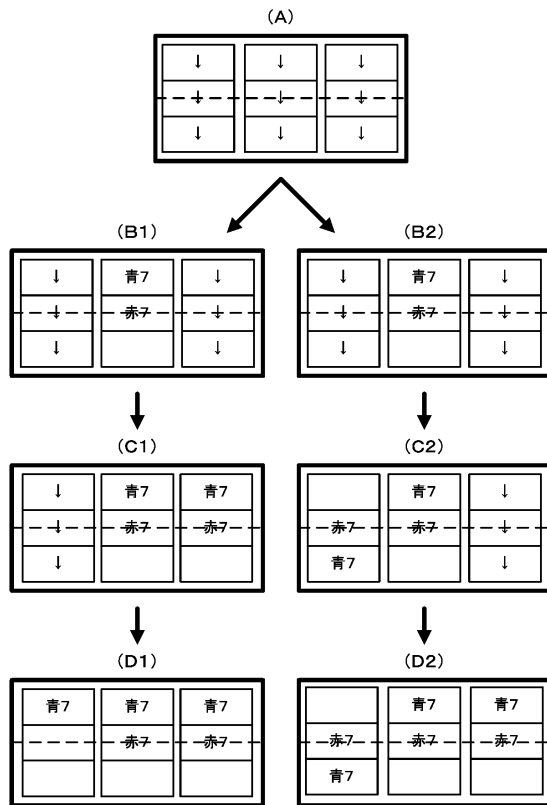 (A)
↓ ↓ ↓
↓ ↓ ↓
↓ ↓ ↓
(B1) (B2)
↓ 青7 ↓ ↓ 青7 ↓
↓ 赤7 ↓ ↓ 赤7 ↓
↓ ↓ ↓ ↓
(C1) (C2)
↓ 青7 青7 青7 ↓
↓ 赤7 赤7 赤7 赤7 ↓
↓ 青7 ↓
(D1) (D2)
青7 青7 青7 青7 青7
赤7 赤7 赤7 赤7 赤7
青7